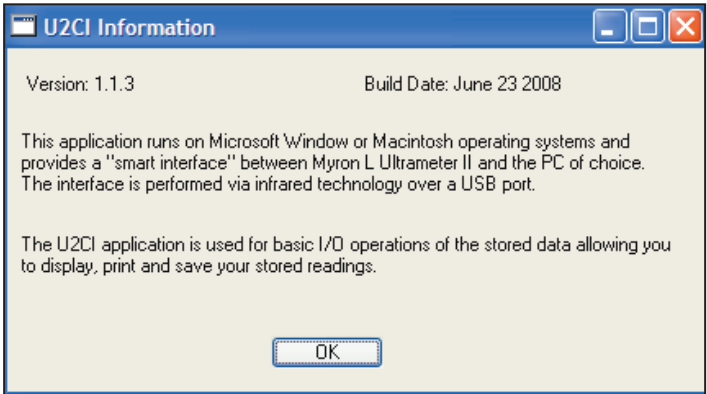 U2CI Information
Version: 1.1.3 Build Date: June 23 2008
This application runs on Microsoft Window or Macintosh operating systems and
provides a "smart interface" between Myron L Ultrameter II and the PC of choice.
The interface is performed via infrared technology over a USB port.
The U2CI application is used for basic I/O operations of the stored data allowing you
to display, print and save your stored readings.
OK